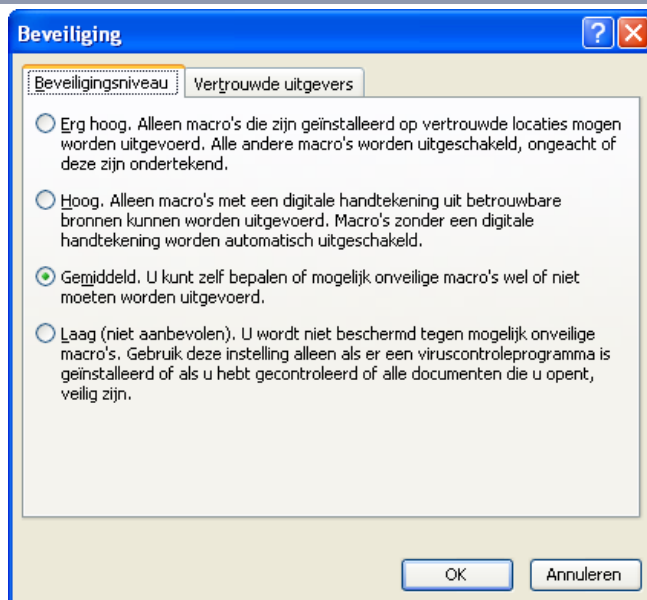 Beveiliging
Beveiligingsniveau
Vertrouwde uitgevers
Erg hoog. Alleen macro's die zijn geïnstalleerd op vertrouwde locaties mogen
worden uitgevoerd. Alle andere macro's worden uitgeschakeld, ongeacht of
deze zijn ondertekend.
Hoog. Alleen macro's met een digitale handtekening uit betrouwbare
bronnen kunnen worden uitgevoerd. Macro's zonder een digitale
handtekening worden automatisch uitgeschakeld.
Gemiddeld. U kunt zelf bepalen of mogelijk onveilige macro's wel of niet
moeten worden uitgevoerd.
Laag (niet aanbevolen). U wordt niet beschermd tegen mogelijk onveilige
macro's. Gebruik deze instelling alleen als er een viruscontroleprogramma is
geïnstalleerd of als u hebt gecontroleerd of alle documenten die u opent,
veilig zijn.
OK
Annuleren